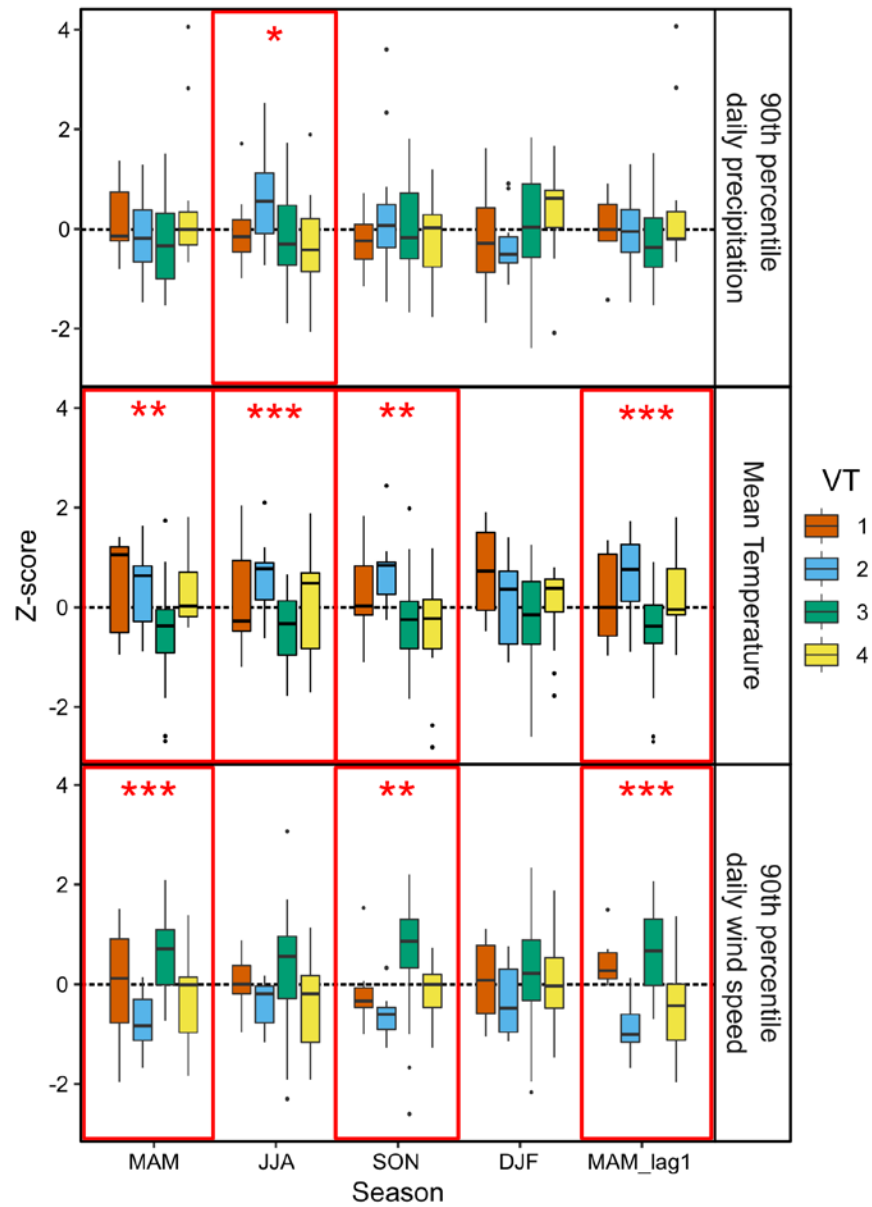 4
2
0
-2
*
90th percentile
daily precipitation
4
2
0
-2
**
***
**
***
Mean Temperature
4
2
0
-2
***
**
***
90th percentile
daily wind speed
Z-score
MAM
JJA
SON
DJF
MAM_lag1
Season
VT
1
2
3
4